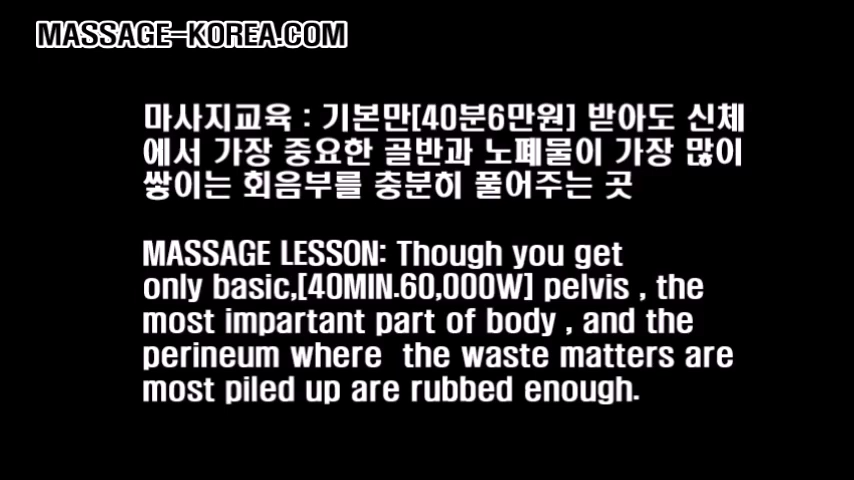 MASSAGE-KOREA.COM
마사지교육 : 기본만[40분6만원] 받아도 신체
에서 가장 중요한 골반과 노폐물이 가장 많이
쌓이는 회음부를 충분히 풀어주는 곳
MASSAGE LESSON: Though you get
only basic,[40MIN.60,000W] pelvis , the
most impartant part of body , and the
perineum where the waste matters are
most piled up are rubbed enough.